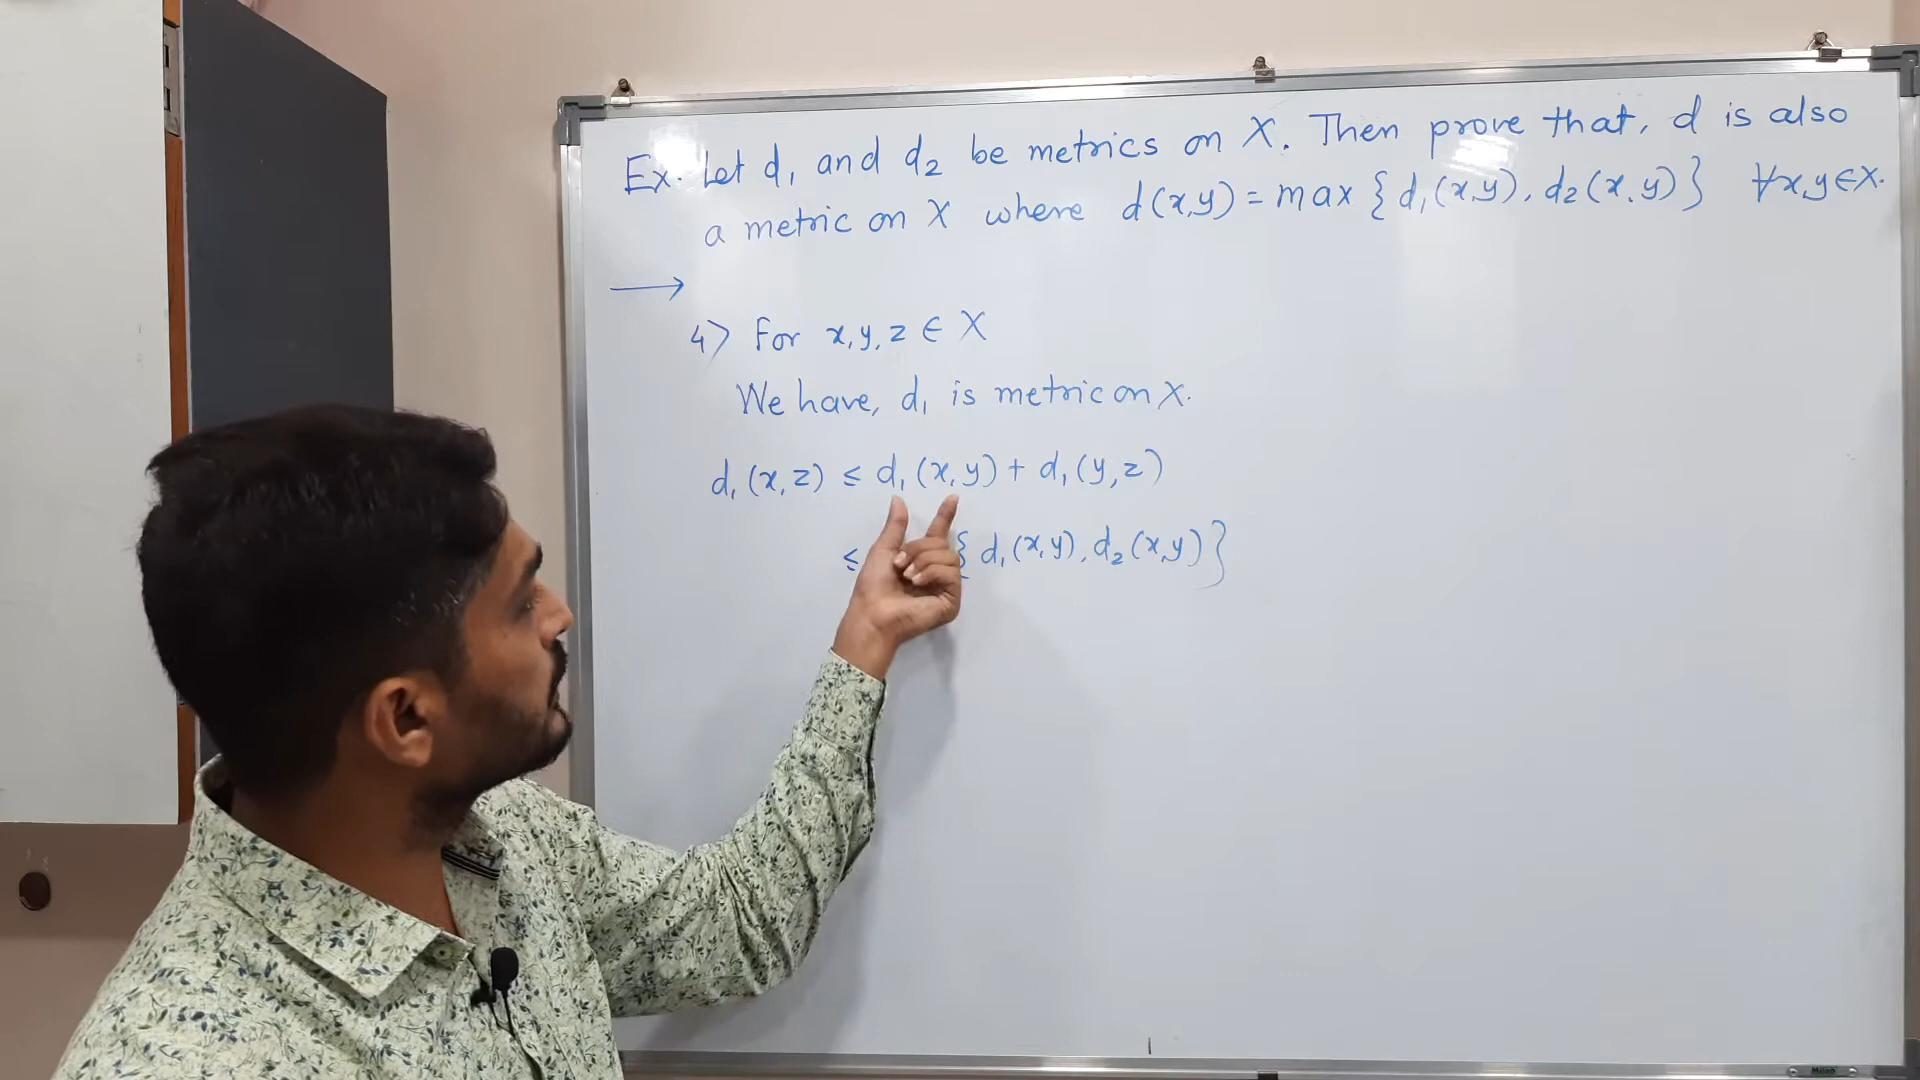 Ex. Let d₁ and d₂ be metrics on X. Then prove that, d is also
a metric on X where d(x,y) = max { d₁(x,y), d₂(x,y) } ∀x,y∈X.
→
4) For x,y,z ∈ X
We have, d₁ is metric on X.
d₁(x,z) ≤ d₁(x,y) + d₁(y,z)
≤ { d₁(x,y), d₂(x,y) }